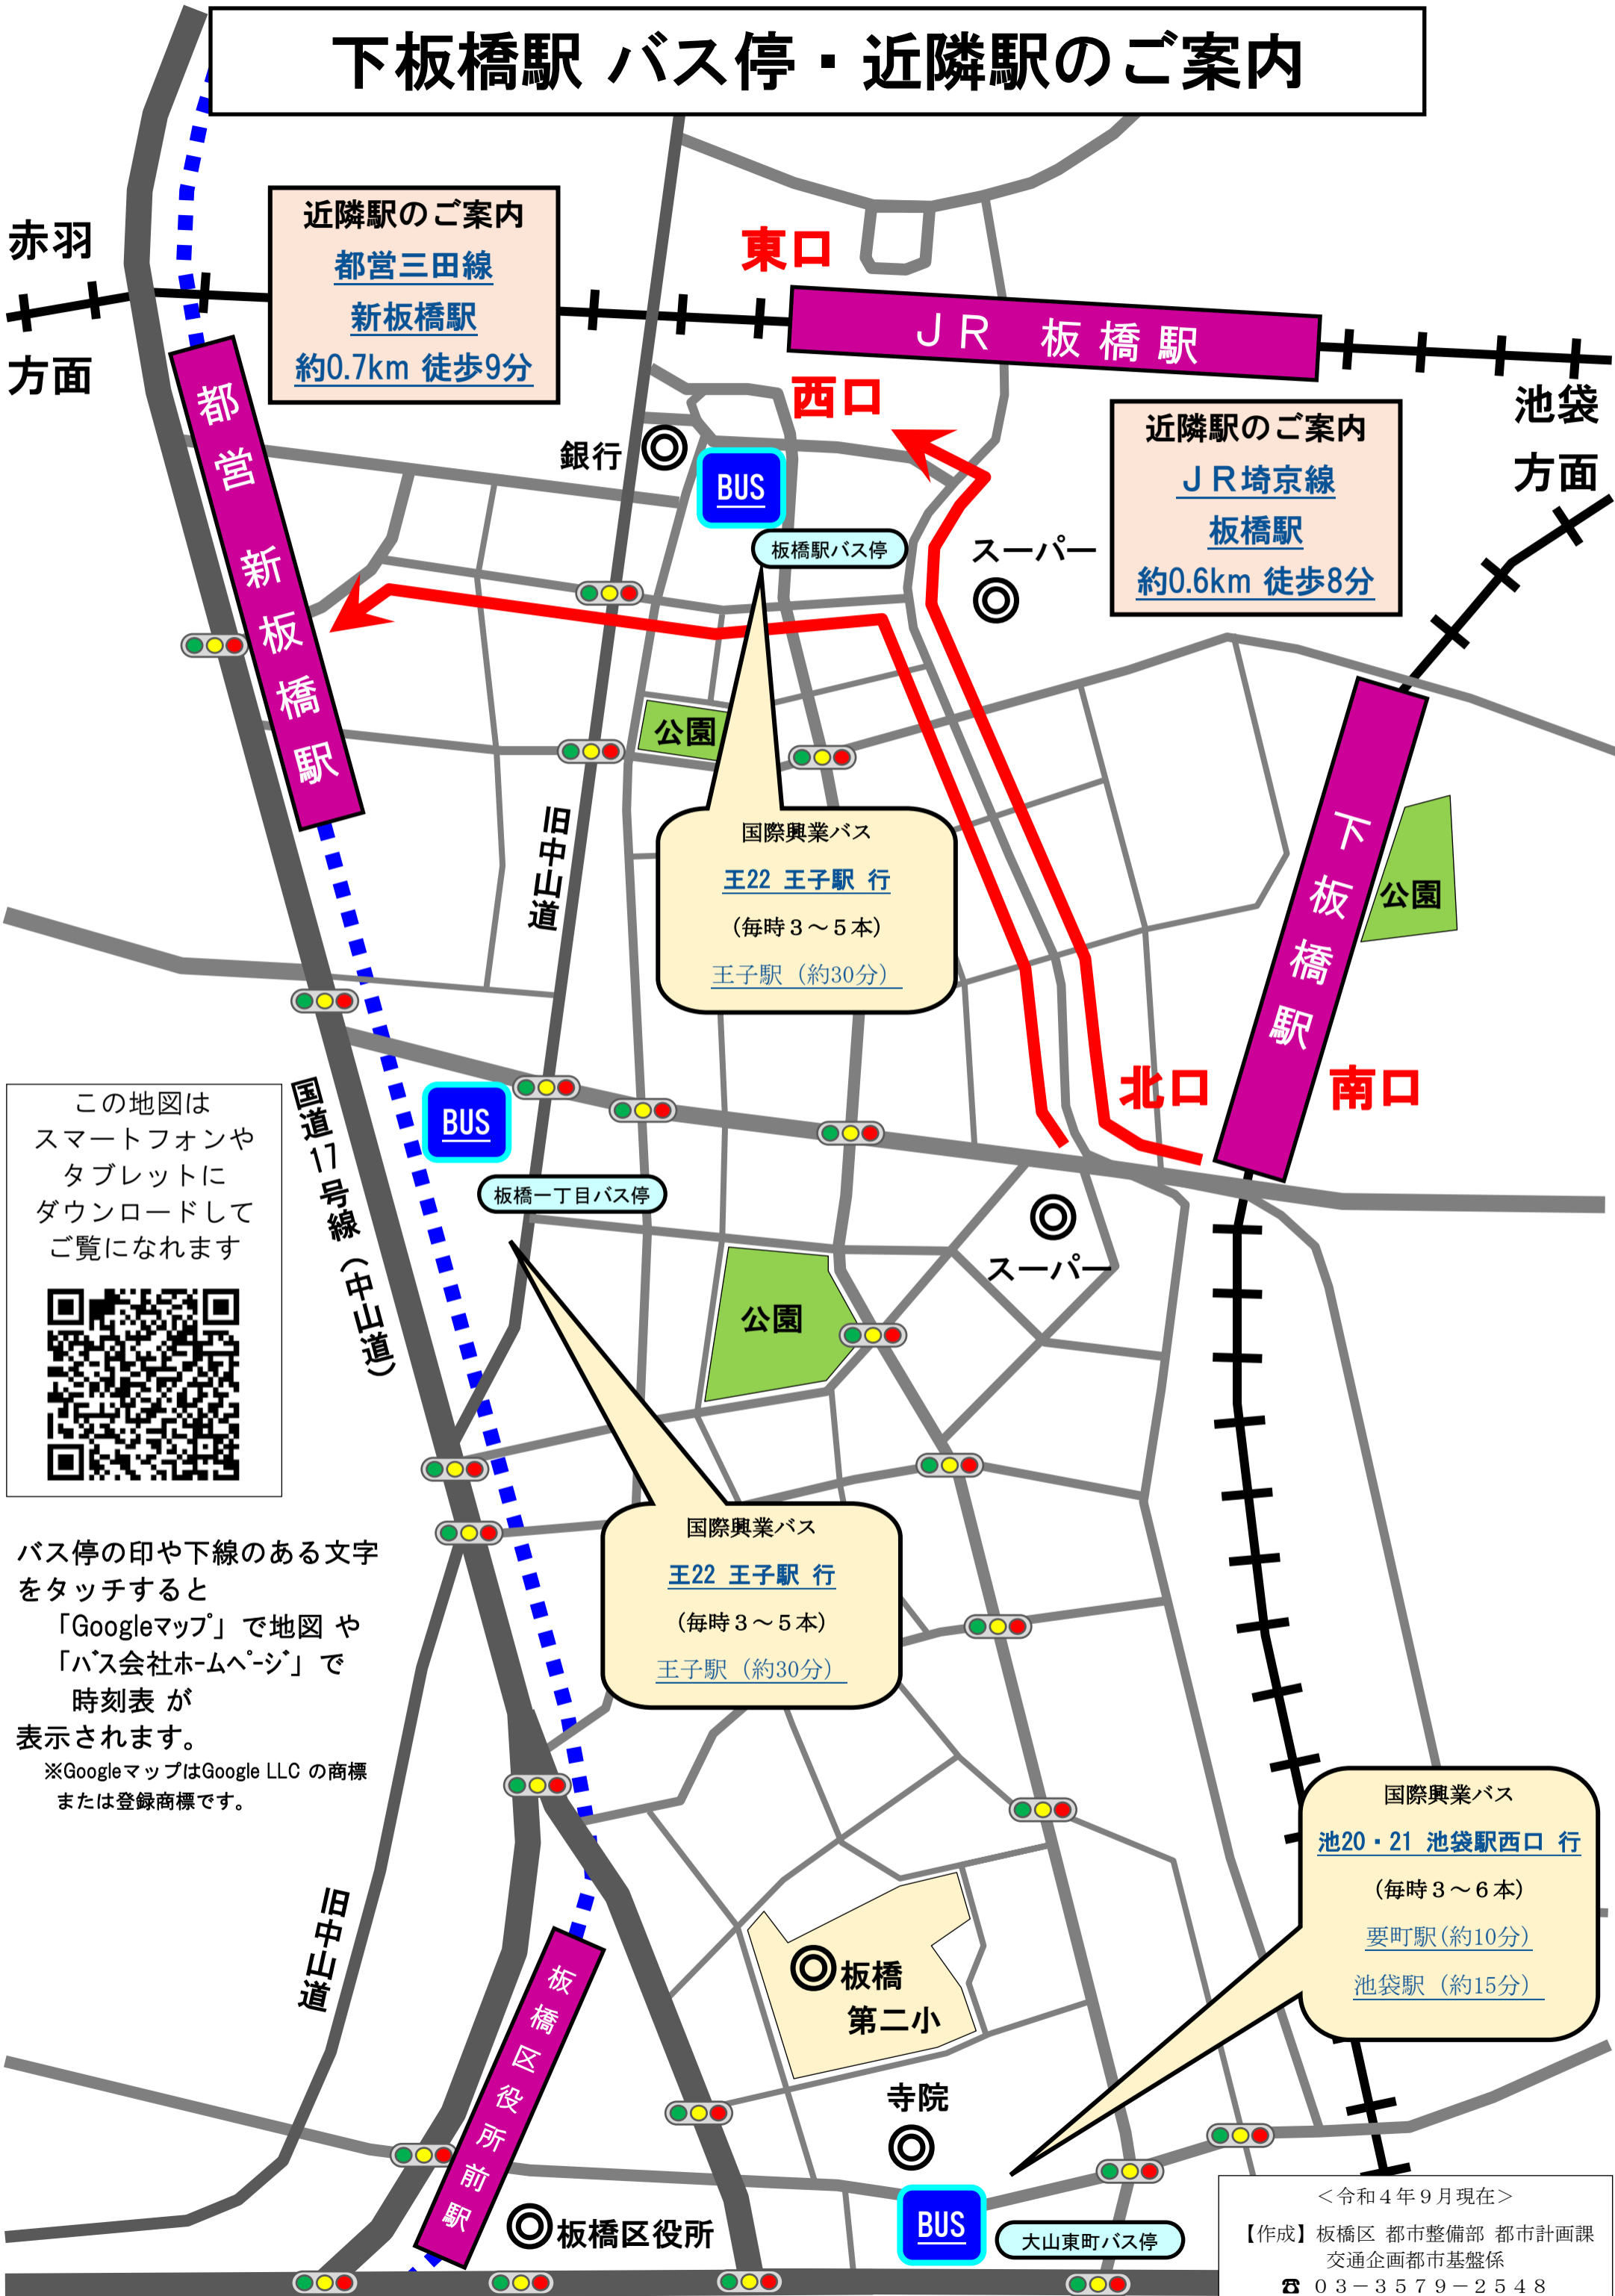 下板橋駅 バス停・近隣駅のご案内
赤羽
方面
近隣駅のご案内
都営三田線
新板橋駅
約0.7km 徒歩9分
東口
ＪＲ 板橋駅
西口
池袋
方面
近隣駅のご案内
ＪＲ埼京線
板橋駅
約0.6km 徒歩8分
都営 新板橋駅
銀行
BUS
板橋駅バス停
スーパー
公園
旧中山道
国際興業バス
王22 王子駅 行
（毎時３～５本）
王子駅（約30分）
下板橋駅
公園
北口
南口
この地図は
スマートフォンや
タブレットに
ダウンロードして
ご覧になれます
国道17号線（中山道）
BUS
板橋一丁目バス停
スーパー
公園
バス停の印や下線のある文字
をタッチすると
「Googleマップ」で地図 や
「バス会社ホームページ」で
時刻表 が
表示されます。
※GoogleマップはGoogle LLC の商標
または登録商標です。
国際興業バス
王22 王子駅 行
（毎時３～５本）
王子駅（約30分）
国際興業バス
池20・21 池袋駅西口 行
（毎時３～６本）
要町駅（約10分）
池袋駅（約15分）
旧中山道
板橋区役所前駅
板橋
第二小
寺院
板橋区役所
BUS
大山東町バス停
＜令和４年９月現在＞
【作成】板橋区 都市整備部 都市計画課
交通企画都市基盤係
☎ ０３－３５７９－２５４８